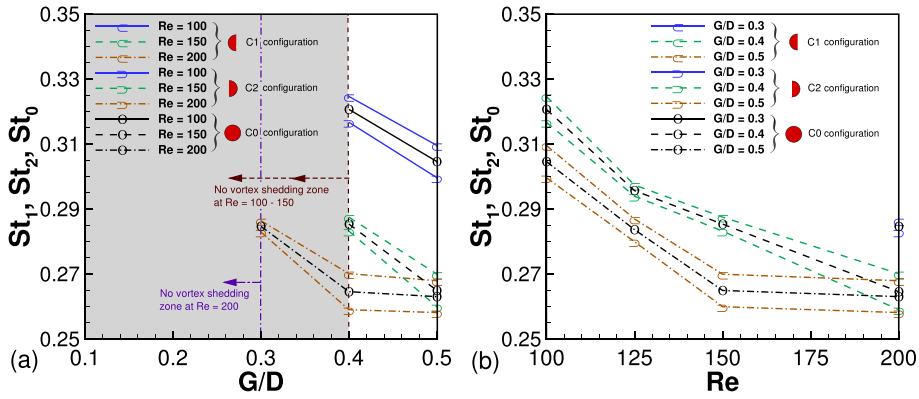 St1, St2, St0
0.35
0.33
0.31
0.29
0.27
0.25
Re = 100
Re = 150
Re = 200
C1 configuration
Re = 100
Re = 150
Re = 200
C2 configuration
Re = 100
Re = 150
Re = 200
C0 configuration
No vortex shedding zone
at Re = 100 - 150
No vortex shedding
zone at Re = 200
0.1
0.2
0.3
0.4
0.5
(a)
G/D
St1, St2, St0
0.35
0.33
0.31
0.29
0.27
0.25
G/D = 0.3
G/D = 0.4
G/D = 0.5
C1 configuration
G/D = 0.3
G/D = 0.4
G/D = 0.5
C2 configuration
G/D = 0.3
G/D = 0.4
G/D = 0.5
C0 configuration
100
125
150
175
200
(b)
Re